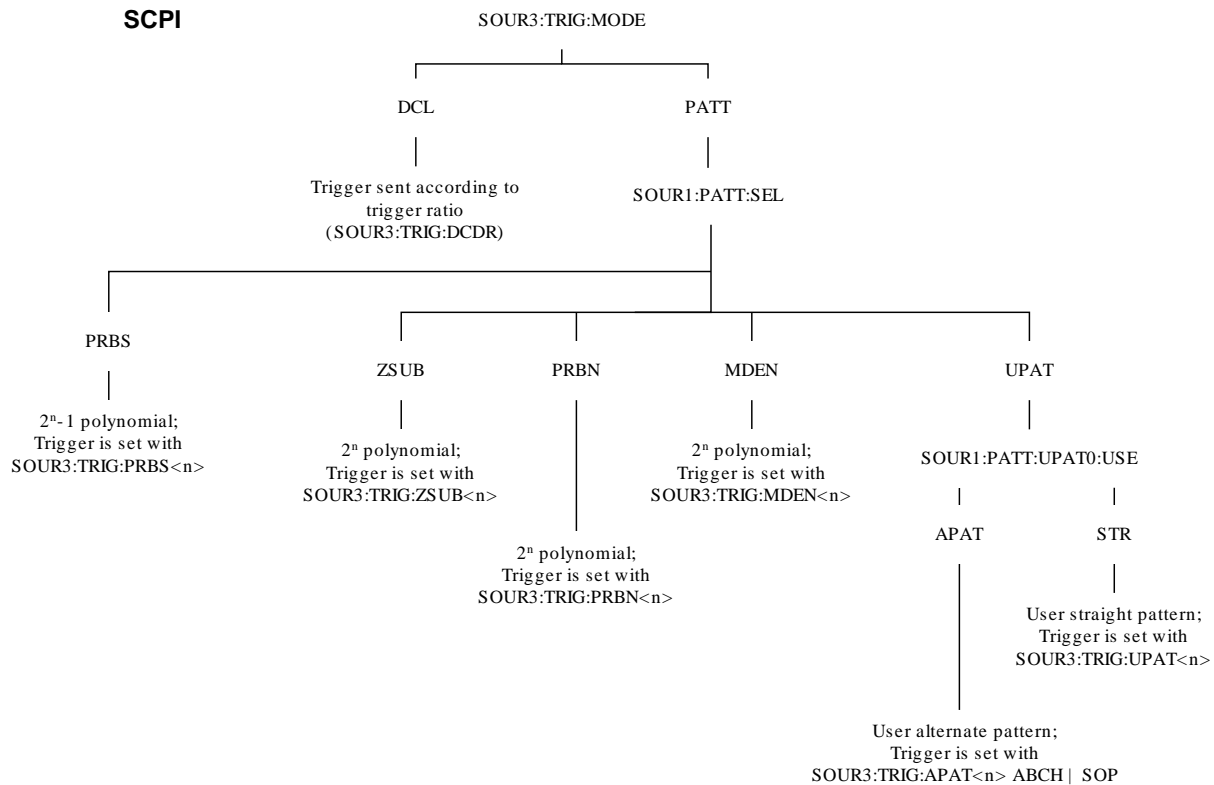 SCPI
SOUR3:TRIG:MODE
DCL
PATT
Trigger sent according to
trigger ratio
(SOUR3:TRIG:DCDR)
SOUR1:PATT:SEL
PRBS
2ⁿ-1 polynomial;
Trigger is set with
SOUR3:TRIG:PRBS<n>
ZSUB
2ⁿ polynomial;
Trigger is set with
SOUR3:TRIG:ZSUB<n>
PRBN
2ⁿ polynomial;
Trigger is set with
SOUR3:TRIG:PRBN<n>
MDEN
2ⁿ polynomial;
Trigger is set with
SOUR3:TRIG:MDEN<n>
UPAT
SOUR1:PATT:UPAT0:USE
APAT
STR
User straight pattern;
Trigger is set with
SOUR3:TRIG:UPAT<n>
User alternate pattern;
Trigger is set with
SOUR3:TRIG:APAT<n> ABCH | SOP